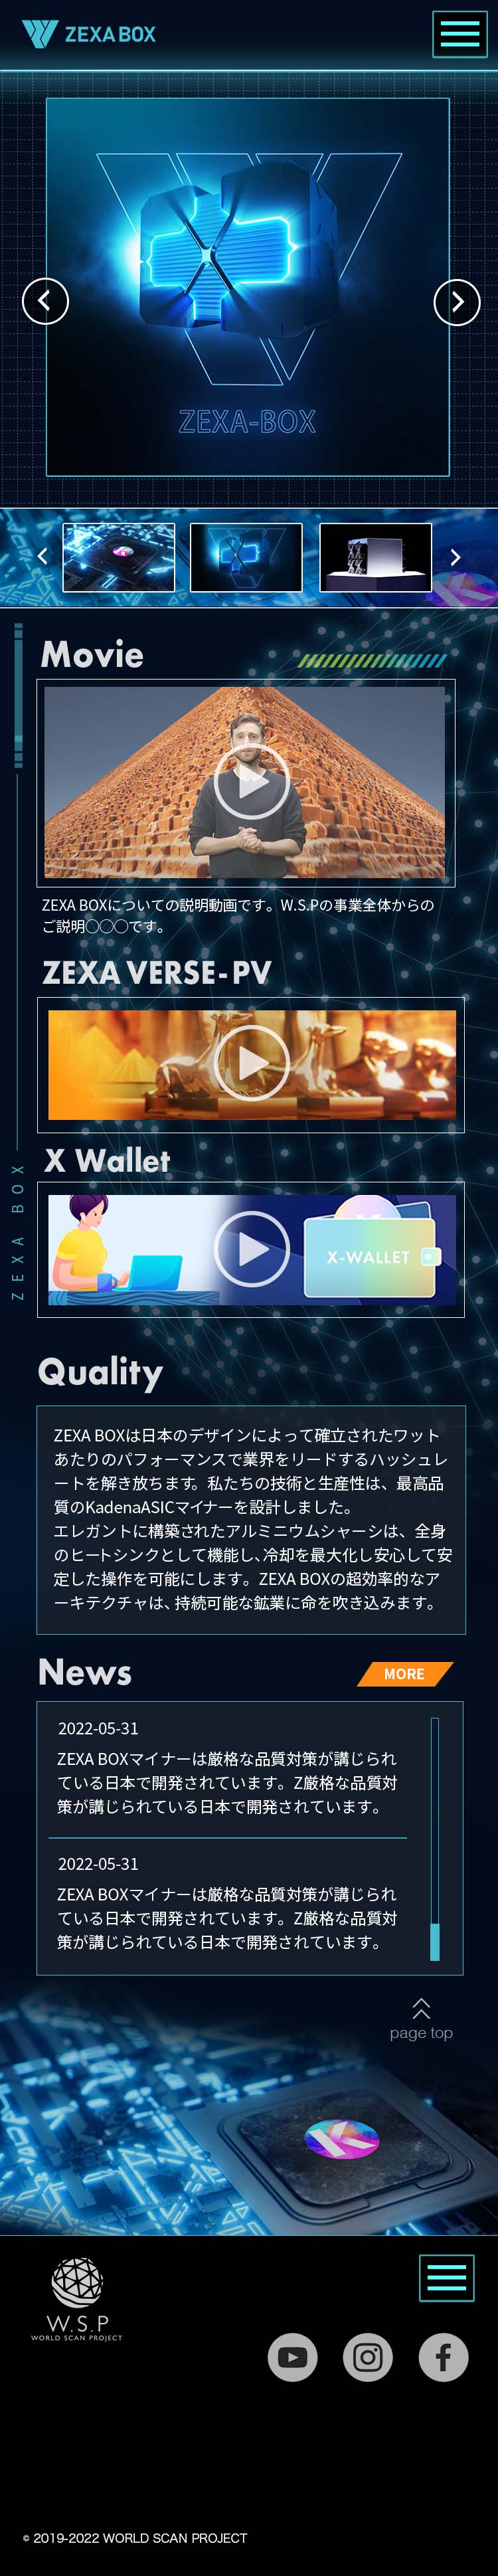 ZEXA BOX
ZEXA-BOX
Movie
ZEXA BOXについての説明動画です。W.S.Pの事業全体からの
ご説明◯◯◯です。
ZEXA VERSE-PV
X Wallet
X-WALLET
ZEXA BOX
Quality
ZEXA BOXは日本のデザインによって確立されたワット
あたりのパフォーマンスで業界をリードするハッシュレ
ートを解き放ちます。私たちの技術と生産性は、最高品
質のKadenaASICマイナーを設計しました。
エレガントに構築されたアルミニウムシャーシは、全身
のヒートシンクとして機能し、冷却を最大化し安心して安
定した操作を可能にします。ZEXA BOXの超効率的なア
ーキテクチャは、持続可能な鉱業に命を吹き込みます。
News
MORE
2022-05-31
ZEXA BOXマイナーは厳格な品質対策が講じられ
ている日本で開発されています。Z厳格な品質対
策が講じられている日本で開発されています。
2022-05-31
ZEXA BOXマイナーは厳格な品質対策が講じられ
ている日本で開発されています。Z厳格な品質対
策が講じられている日本で開発されています。
page top
W.S.P
WORLD SCAN PROJECT
© 2019-2022 WORLD SCAN PROJECT